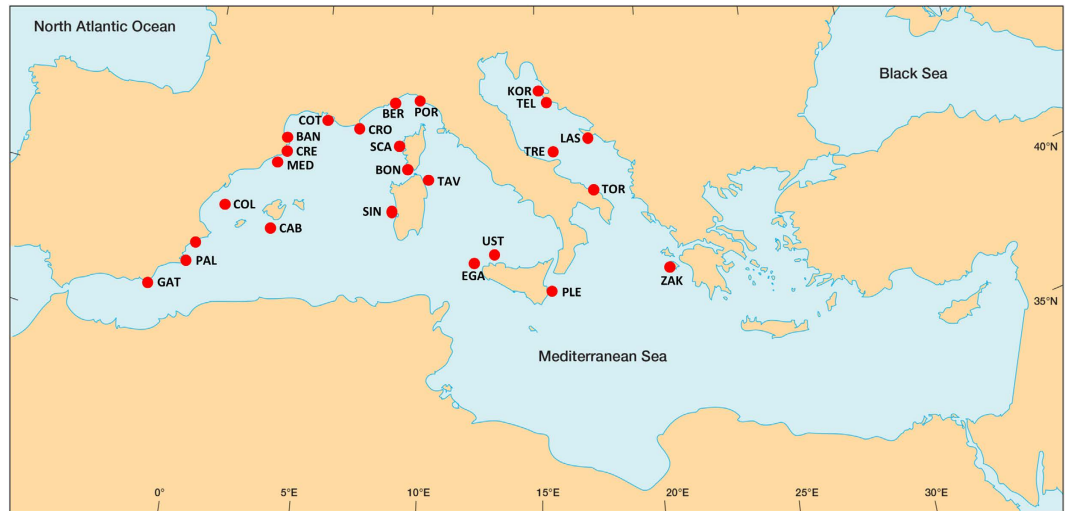 North Atlantic Ocean
Black Sea
KOR
TEL
BER
POR
COT
CRO
BAN
LAS
40°N
SCA
CRE
TRE
MED
BON
TAV
TOR
COL
SIN
CAB
UST
PAL
EGA
ZAK
GAT
PLE
35°N
Mediterranean Sea
0°
5°E
10°E
15°E
20°E
25°E
30°E